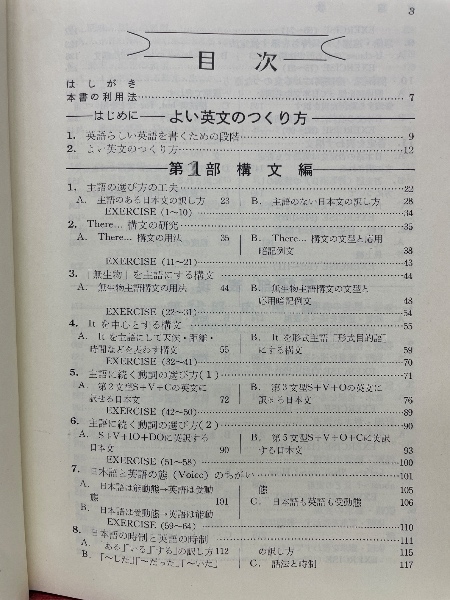 3
目次
はしがき
本書の利用法 7
はじめに よい英文のつくり方
1. 英語らしい英語を書くための段階 9
2. よい英文のつくり方 12
第1部 構文編
1. 主語の選び方の工夫 22
A. 主語のある日本文の訳し方 23 B. 主語のない日本文の訳し方 28
EXERCISE (1〜10) 34
2. There... 構文の研究 35
A. There... 構文の用法 35 B. There... 構文の文型と応用
暗記例文 38
EXERCISE (11〜21) 43
3. 「無生物」を主語にする構文 44
A. 無生物主語構文の用法 44 B. 無生物主語構文の文型と
応用暗記例文 48
EXERCISE (22〜31) 54
4. It を中心とする構文 55
A. It を主語にして天候・距離・ B. It を形式主語「形式目的語」
時間などを表わす構文 55 にする構文 59
EXERCISE (32〜41) 70
5. 主語に続く動詞の選び方(1) 71
A. 第2文型S+V+Cの英文に B. 第3文型S+V+Oの英文に
訳せる日本文 72 訳せる日本文 76
EXERCISE (42〜50) 89
6. 主語に続く動詞の選び方(2) 90
A. S+V+IO+DOに英訳する B. 第5文型S+V+O+Cに英訳
日本文 90 する日本文 93
EXERCISE (51〜58) 100
7. 日本語と英語の態(Voice)のちがい 101
A. 日本語は能動態→英語は受動 態 105
態 101 C. 日本語も英語も受動態 106
B. 日本語は受動態→英語は能動
EXERCISE (59〜64) 110
8. 日本語の時制と英語の時制 111
A. 「ある」「いる」「する」の訳し方 112 の訳し方 115
B. 「〜した」「〜だった」「〜いた」 C. 話法と時制 117